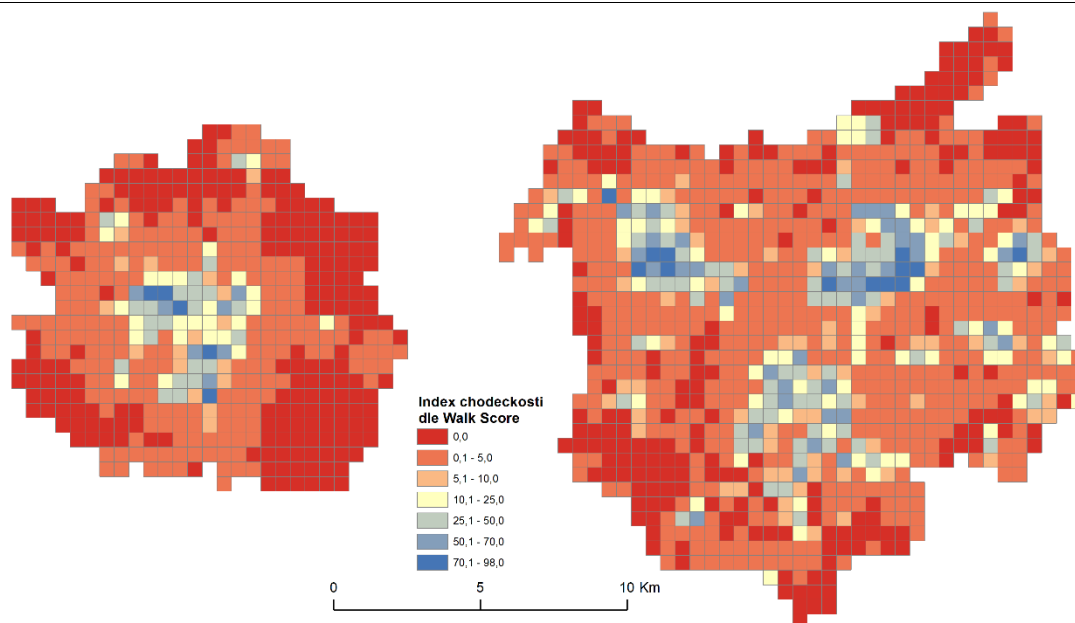 Index chodeckosti
dle Walk Score
0,0
0,1 - 5,0
5,1 - 10,0
10,1 - 25,0
25,1 - 50,0
50,1 - 70,0
70,1 - 98,0
0 5 10 Km